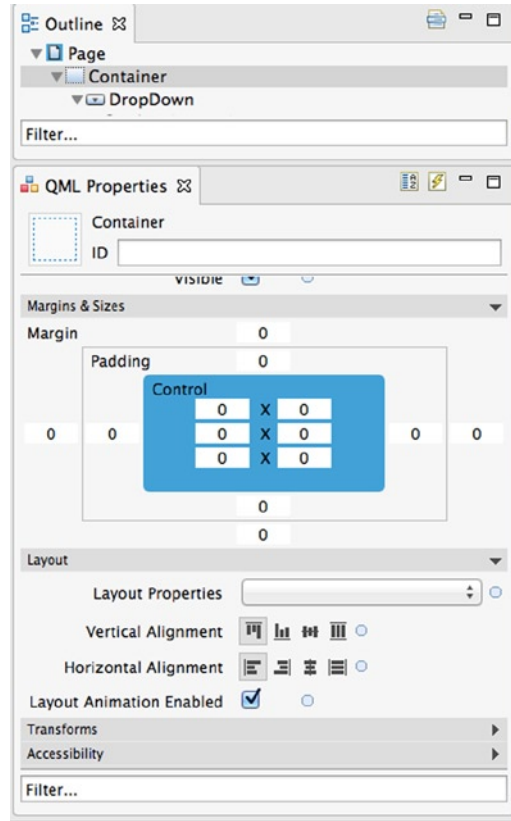 Outline
Page
Container
DropDown
Filter...
QML Properties
Container
ID
Visible
Margins & Sizes
Margin 0
Padding 0
Control
0 X 0
0 0 0 X 0 0 0
0 X 0
0
0
Layout
Layout Properties
Vertical Alignment
Horizontal Alignment
Layout Animation Enabled
Transforms
Accessibility
Filter...